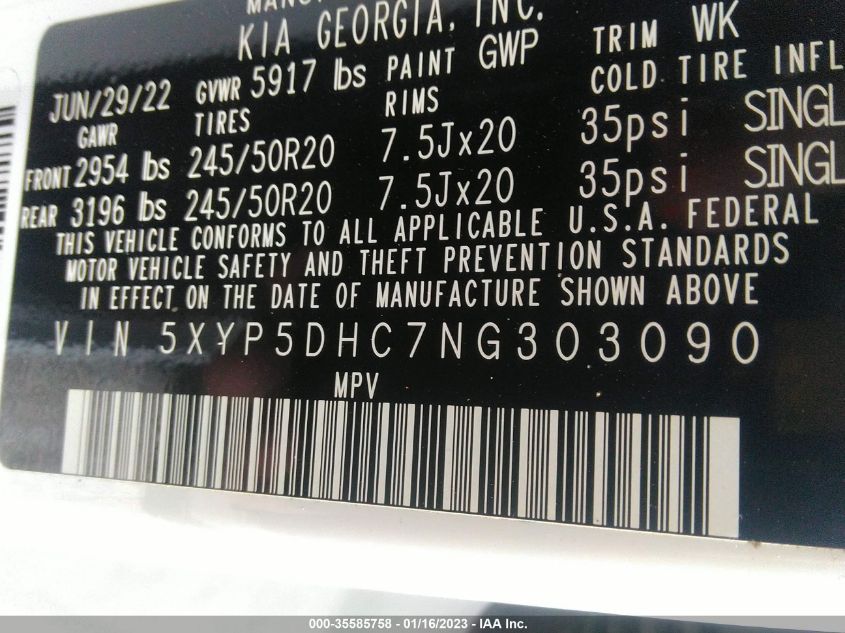 KIA GEORGIA, INC.
JUN/29/22 GVWR 5917 lbs PAINT GWP TRIM WK
GAWR TIRES RIMS COLD TIRE INFL
FRONT 2954 lbs 245/50R20 7.5Jx20 35psi SINGL
REAR 3196 lbs 245/50R20 7.5Jx20 35psi SINGL
THIS VEHICLE CONFORMS TO ALL APPLICABLE U.S.A. FEDERAL
MOTOR VEHICLE SAFETY AND THEFT PREVENTION STANDARDS
IN EFFECT ON THE DATE OF MANUFACTURE SHOWN ABOVE
VIN 5XYP5DHC7NG303090
MPV
000-35585758 - 01/16/2023 - IAA Inc.